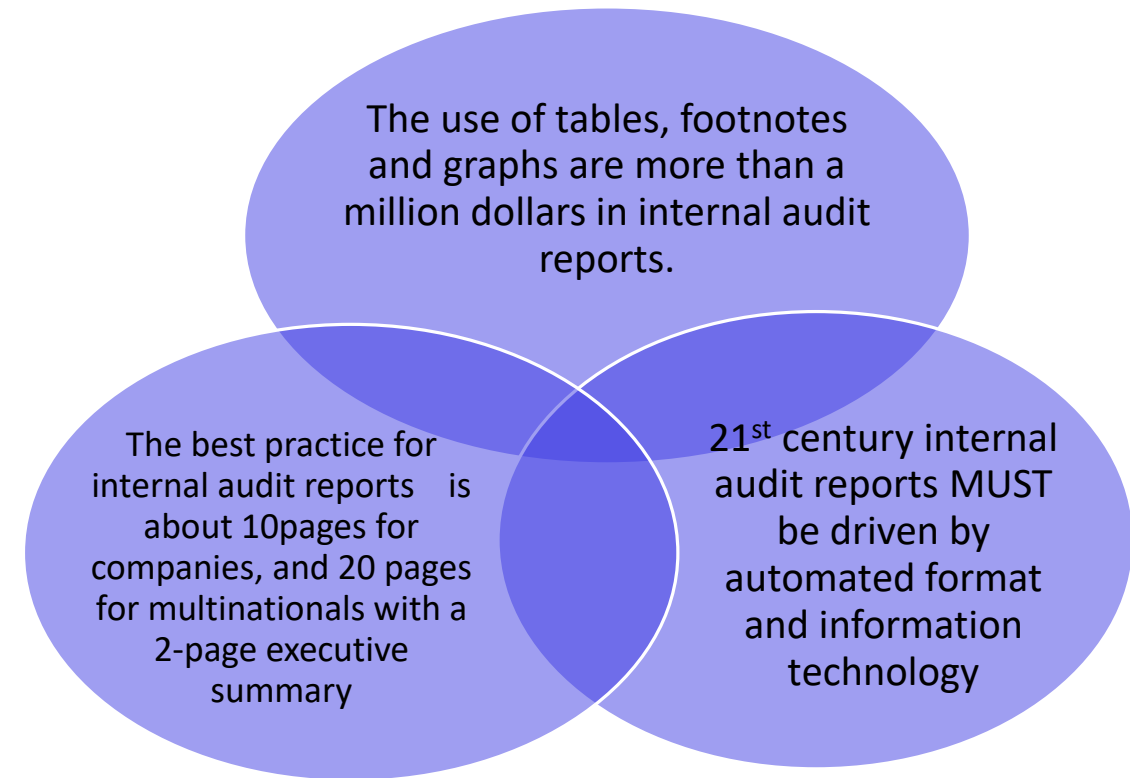 The use of tables, footnotes
and graphs are more than a
million dollars in internal audit
reports.
The best practice for
internal audit reports    is
about 10pages for
companies, and 20 pages
for multinationals with a
2-page executive
summary
21st century internal
audit reports MUST
be driven by
automated format
and information
technology